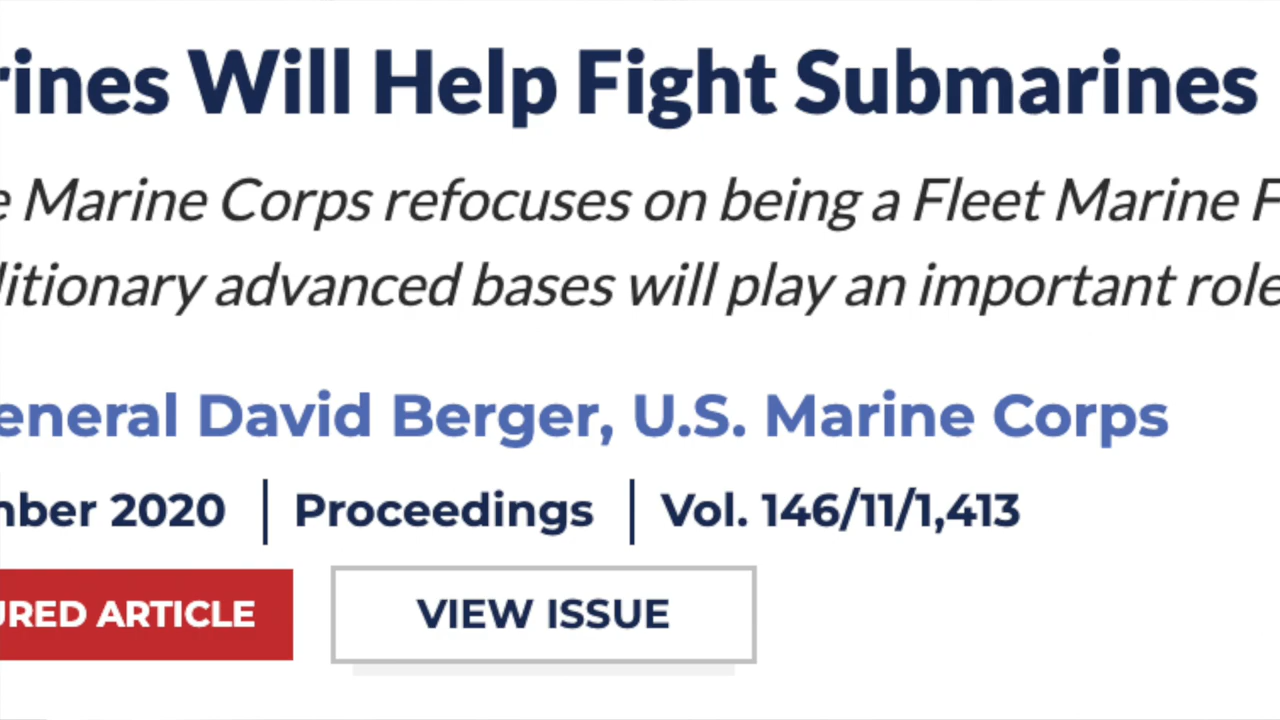 rines Will Help Fight Submarines
e Marine Corps refocuses on being a Fleet Marine F
litionary advanced bases will play an important role
eneral David Berger, U.S. Marine Corps
mber 2020 | Proceedings | Vol. 146/11/1,413
URED ARTICLE VIEW ISSUE